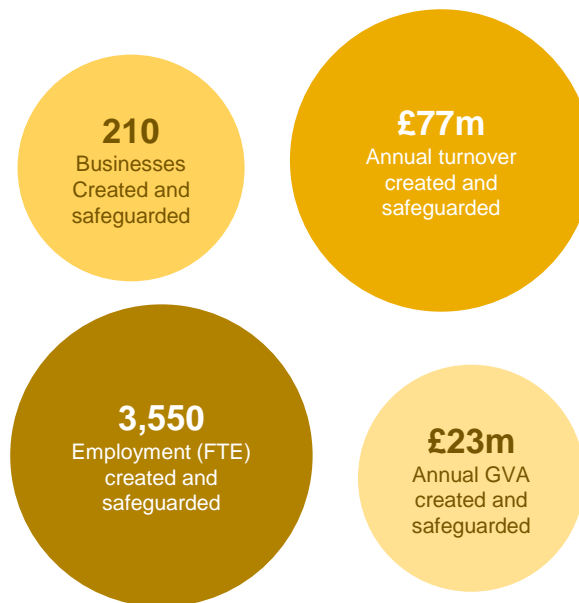 210
Businesses
Created and
safeguarded
£77m
Annual turnover
created and
safeguarded
3,550
Employment (FTE)
created and
safeguarded
£23m
Annual GVA
created and
safeguarded